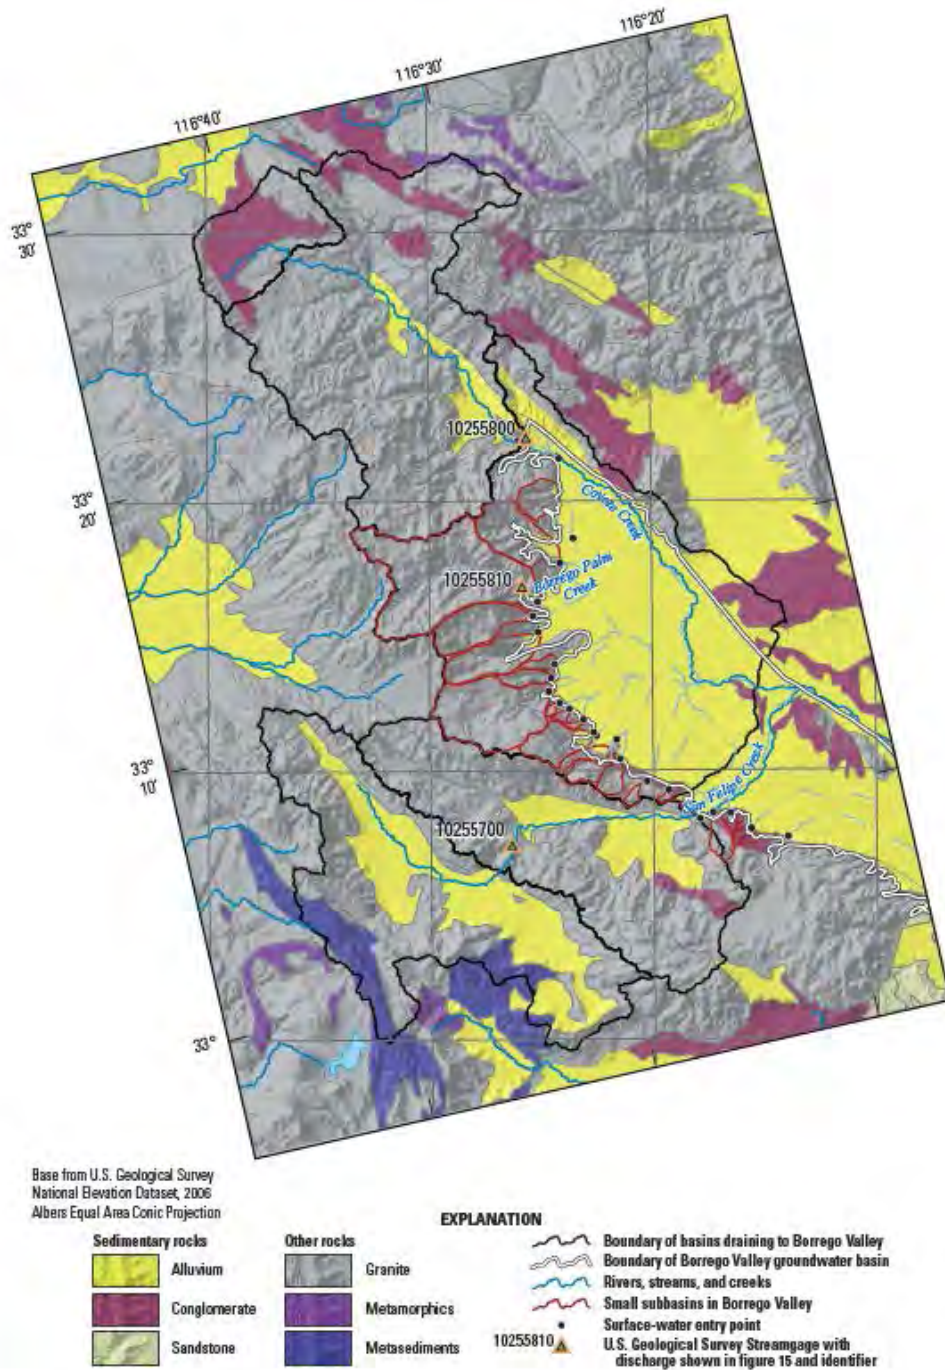 116°20'
116°30'
116°40'
33°
30'
10255800
33°
20'
Coyote Creek
10255810
Borrego Palm
Creek
33°
10'
San Felipe Creek
10255700
33°
Base from U.S. Geological Survey
National Elevation Dataset, 2006
Albers Equal Area Conic Projection
EXPLANATION
Sedimentary rocks
Alluvium
Conglomerate
Sandstone
Other rocks
Granite
Metamorphics
Metasediments
Boundary of basins draining to Borrego Valley
Boundary of Borrego Valley groundwater basin
Rivers, streams, and creeks
Small subbasins in Borrego Valley
Surface-water entry point
10255810 U.S. Geological Survey Streamgage with
discharge shown in figure 15 and identifier